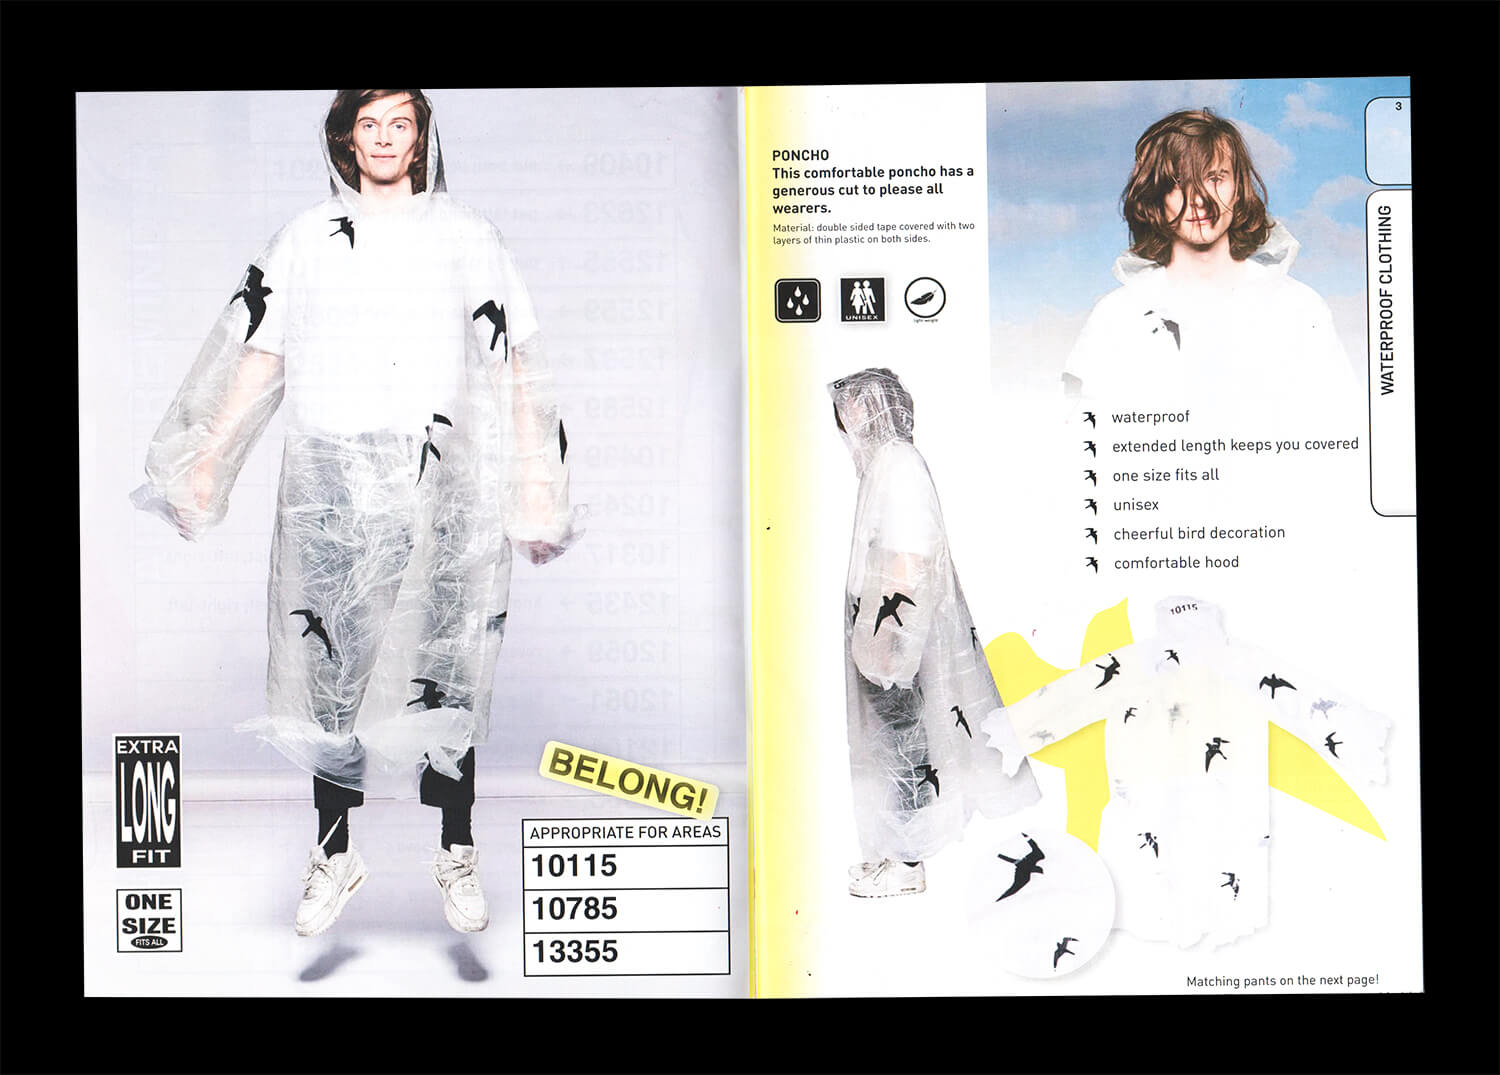 EXTRA
LONG
FIT
ONE
SIZE
FITS ALL
BELONG!
APPROPRIATE FOR AREAS
10115
10785
13355
PONCHO
This comfortable poncho has a
generous cut to please all
wearers.
Material: double sided tape covered with two
layers of thin plastic on both sides.
UNISEX
light weight
3
WATERPROOF CLOTHING
waterproof
extended length keeps you covered
one size fits all
unisex
cheerful bird decoration
comfortable hood
10115
Matching pants on the next page!